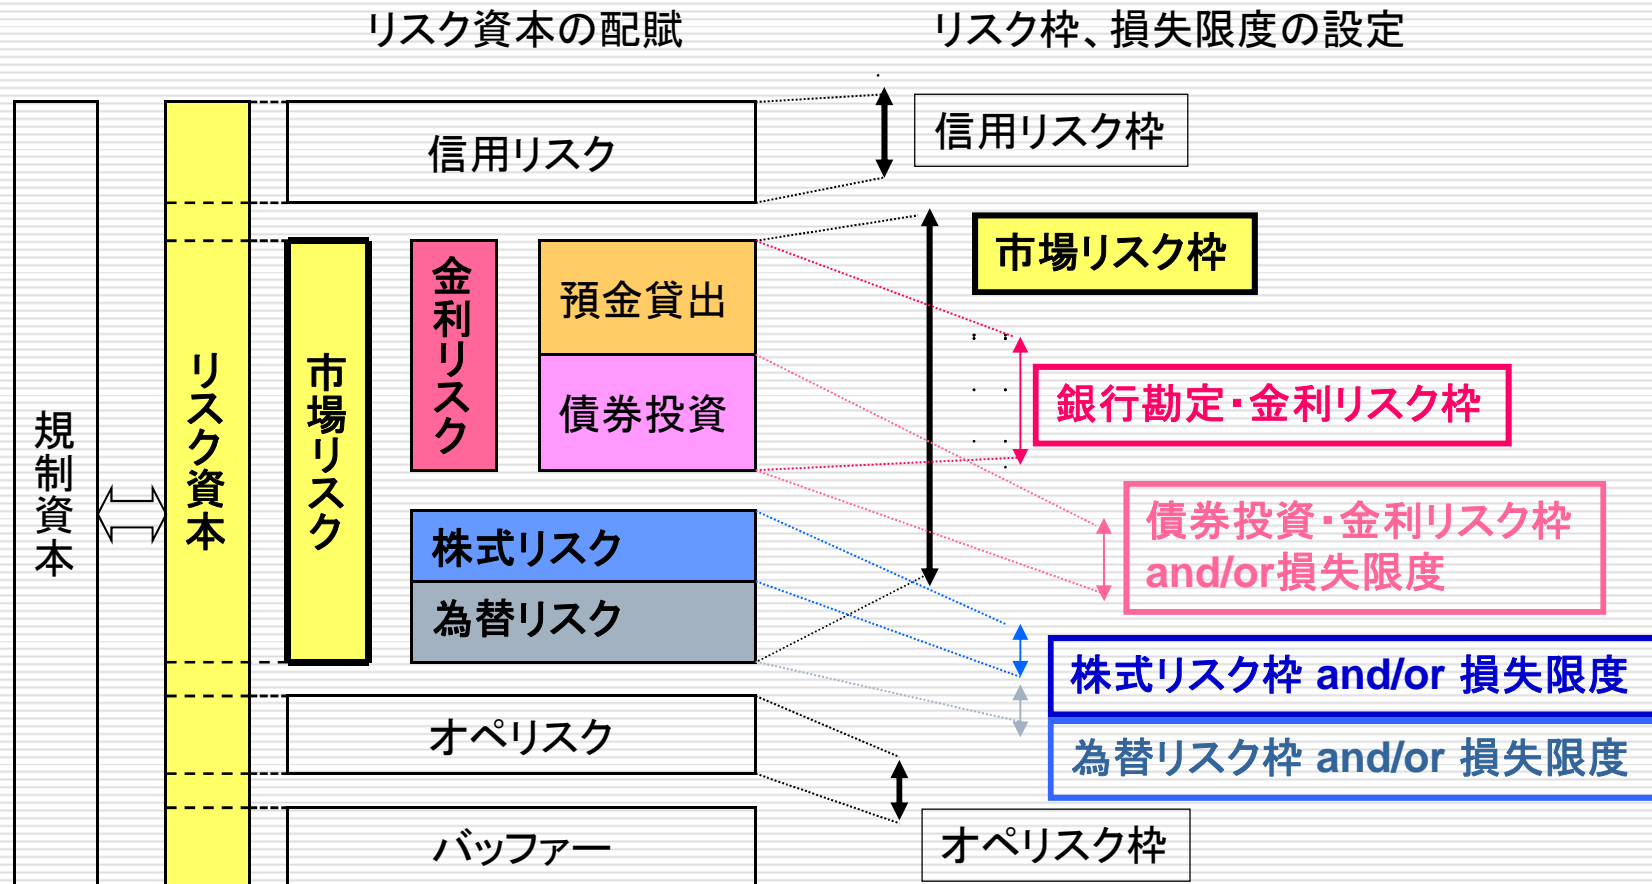 リスク資本の配賦
リスク枠、損失限度の設定
規制資本
リスク資本
信用リスク
信用リスク枠
市場リスク
金利リスク
預金貸出
債券投資
株式リスク
為替リスク
市場リスク枠
銀行勘定・金利リスク枠
債券投資・金利リスク枠
and/or損失限度
株式リスク枠 and/or 損失限度
為替リスク枠 and/or 損失限度
オペリスク
オペリスク枠
バッファー